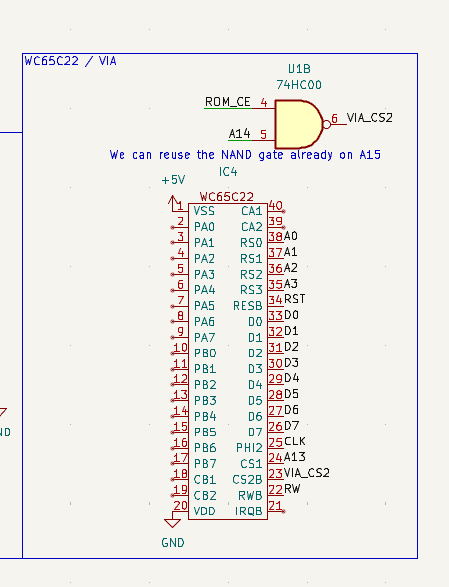 WC65C22 / VIA
U1B
74HC00
ROM_CE 4
6 VIA_CS2
A14 5
We can reuse the NAND gate already on A15
IC4
+5V
WC65C22
1 VSS CA1 40
2 PA0 CA2 39
3 PA1 RS0 38 A0
4 PA2 RS1 37 A1
5 PA3 RS2 36 A2
6 PA4 RS3 35 A3
7 PA5 RESB 34 RST
8 PA6 D0 33 D0
9 PA7 D1 32 D1
10 PB0 D2 31 D2
11 PB1 D3 30 D3
12 PB2 D4 29 D4
13 PB3 D5 28 D5
14 PB4 D6 27 D6
15 PB5 D7 26 D7
16 PB6 PHI2 25 CLK
17 PB7 CS1 24 A13
18 CB1 CS2B 23 VIA_CS2
19 CB2 RWB 22 RW
20 VDD IRQB 21
ND
GND